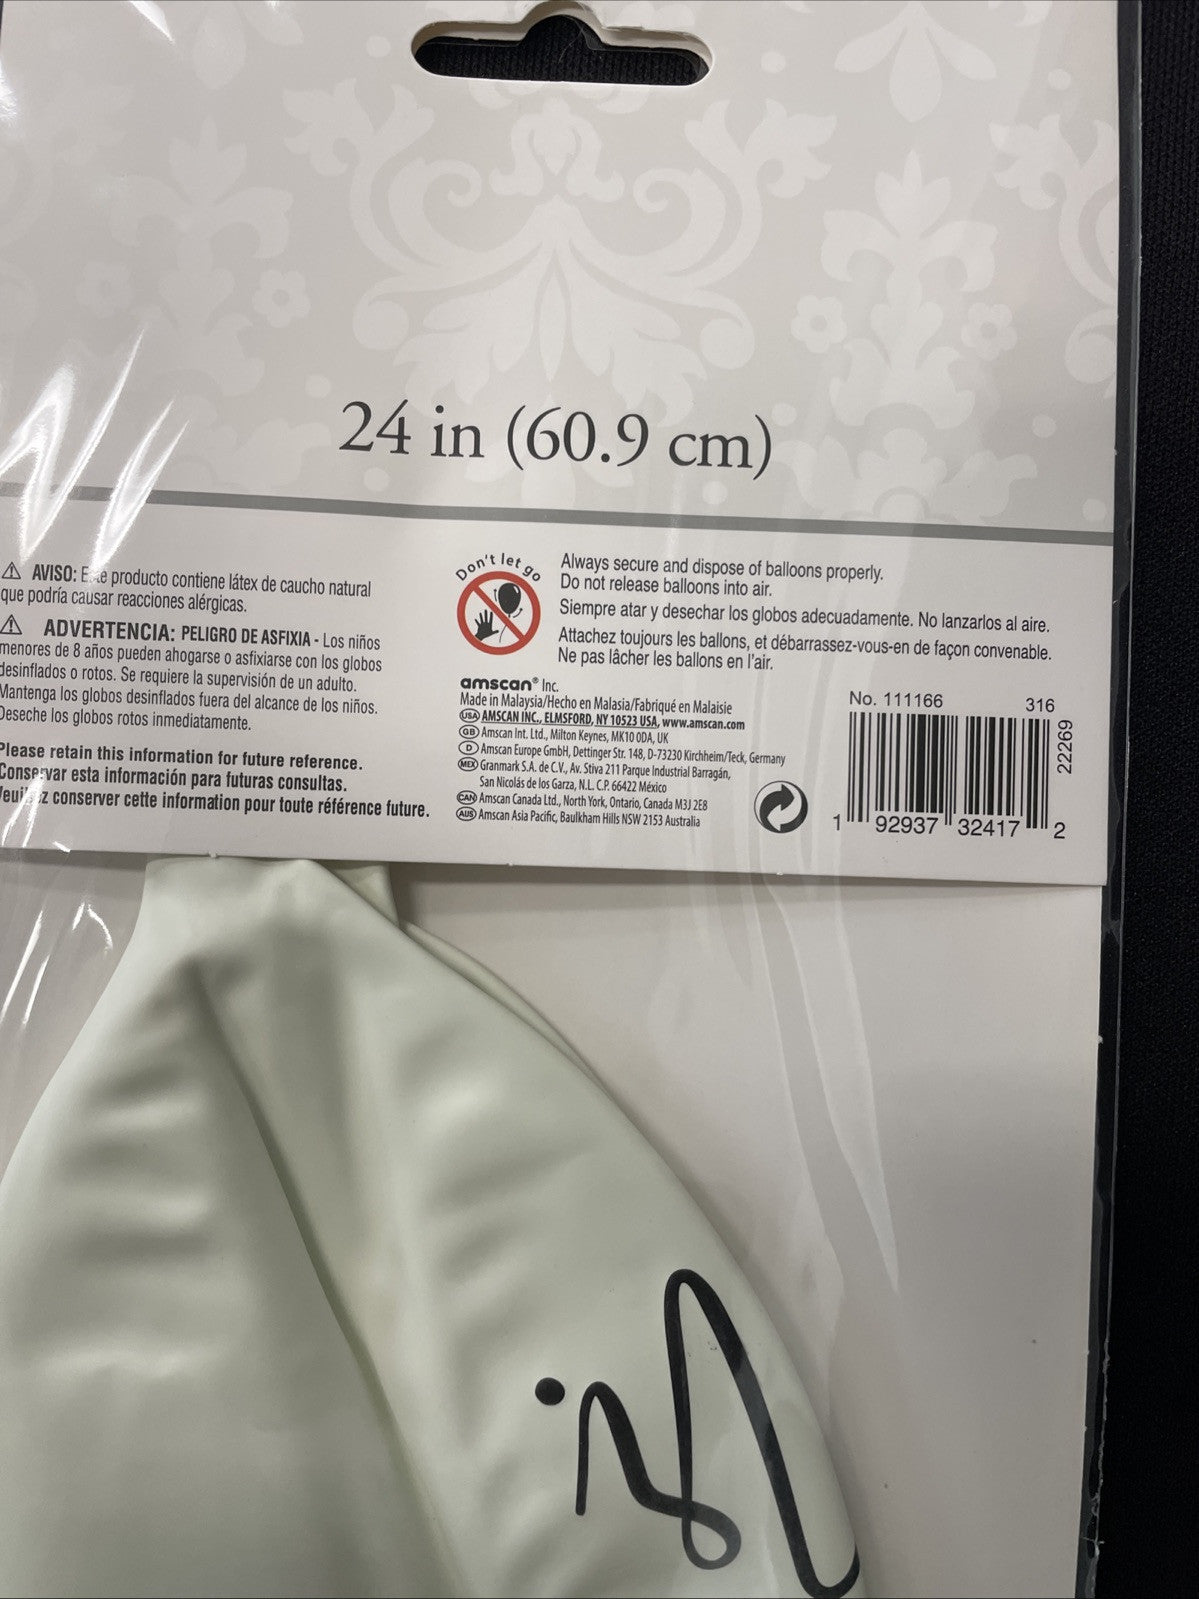 24 in (60.9 cm)
⚠ AVISO: Este producto contiene látex de caucho natural
que podría causar reacciones alérgicas.
⚠ ADVERTENCIA: PELIGRO DE ASFIXIA - Los niños
menores de 8 años pueden ahogarse o asfixiarse con los globos
desinflados o rotos. Se requiere la supervisión de un adulto.
Mantenga los globos desinflados fuera del alcance de los niños.
Deseche los globos rotos inmediatamente.
Please retain this information for future reference.
Conservar esta información para futuras consultas.
Veuillez conserver cette information pour toute référence future.
Don't let go
Always secure and dispose of balloons properly.
Do not release balloons into air.
Siempre atar y desechar los globos adecuadamente. No lanzarlos al aire.
Attachez toujours les ballons, et débarrassez-vous-en de façon convenable.
Ne pas lâcher les ballons en l'air.
amscan® Inc.
Made in Malaysia/Hecho en Malasia/Fabriqué en Malaisie
USA AMSCAN INC., ELMSFORD, NY 10523 USA, www.amscan.com
GB Amscan Int. Ltd., Milton Keynes, MK10 0DA, UK
D Amscan Europe GmbH, Dettinger Str. 148, D-73230 Kirchheim/Teck, Germany
MEX Granmark S.A. de C.V., Av. Stiva 211 Parque Industrial Barragán,
San Nicolás de los Garza, N.L. C.P. 66422 México
CAN Amscan Canada Ltd., North York, Ontario, Canada M3J 2E8
AUS Amscan Asia Pacific, Baulkham Hills NSW 2153 Australia
No. 111166 316
22269
1 92937 32417 2